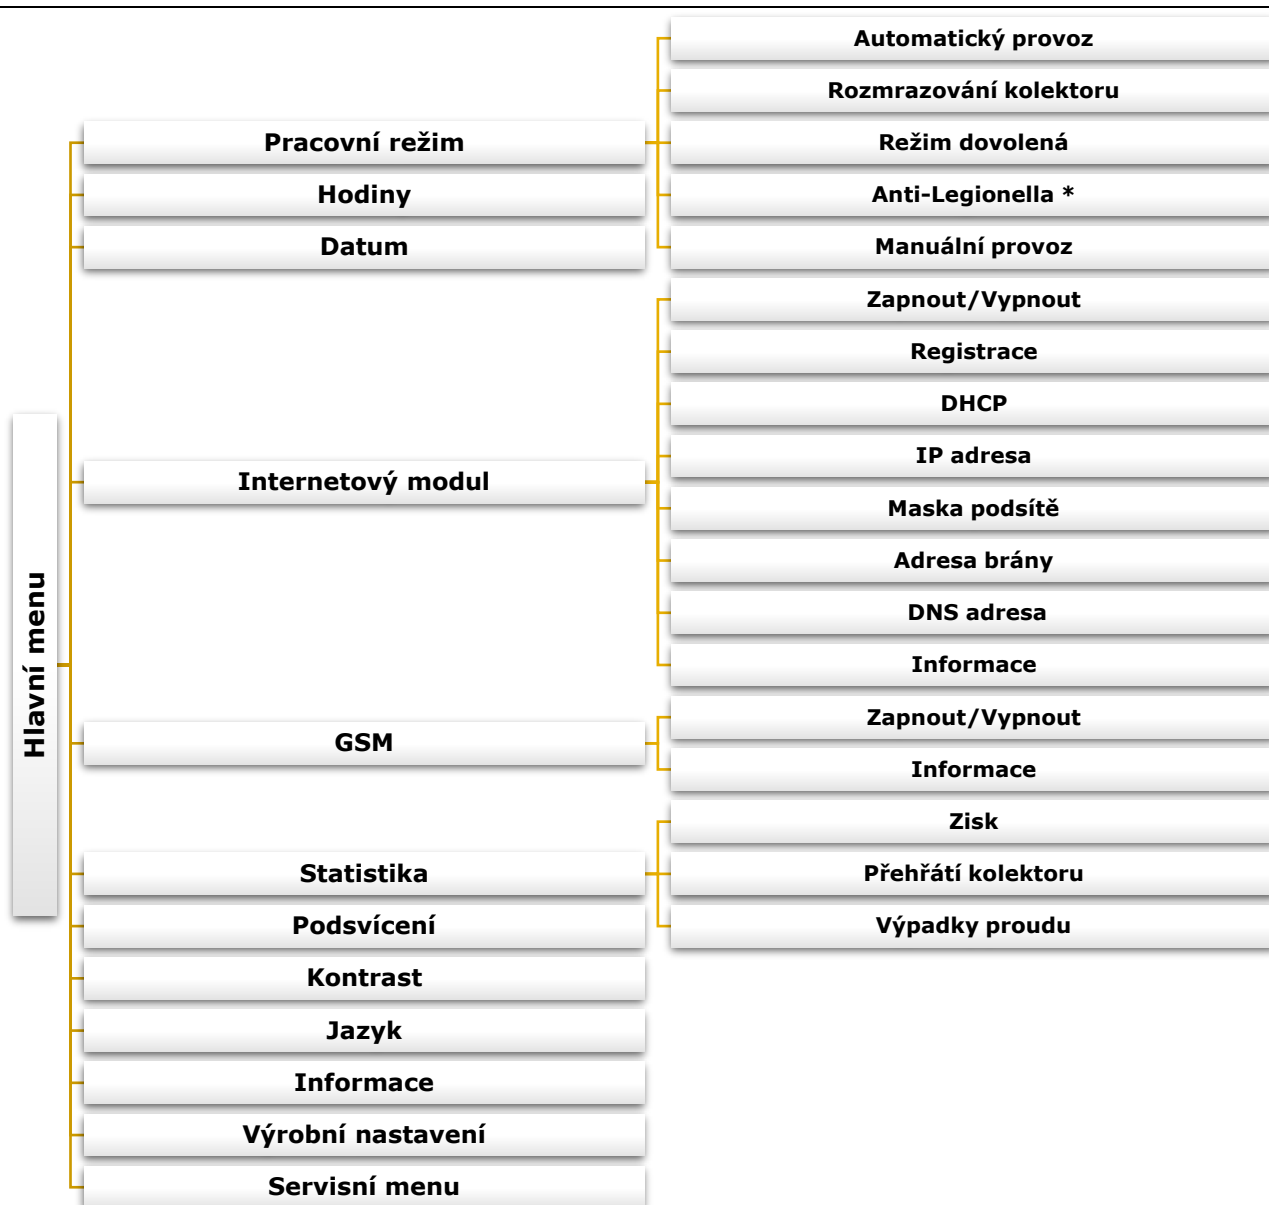 Hlavní menu
Pracovní režim
Automatický provoz
Rozmrazování kolektoru
Režim dovolená
Anti-Legionella *
Manuální provoz
Hodiny
Datum
Internetový modul
Zapnout/Vypnout
Registrace
DHCP
IP adresa
Maska podsítě
Adresa brány
DNS adresa
Informace
GSM
Zapnout/Vypnout
Informace
Statistika
Zisk
Přehřátí kolektoru
Výpadky proudu
Podsvícení
Kontrast
Jazyk
Informace
Výrobní nastavení
Servisní menu